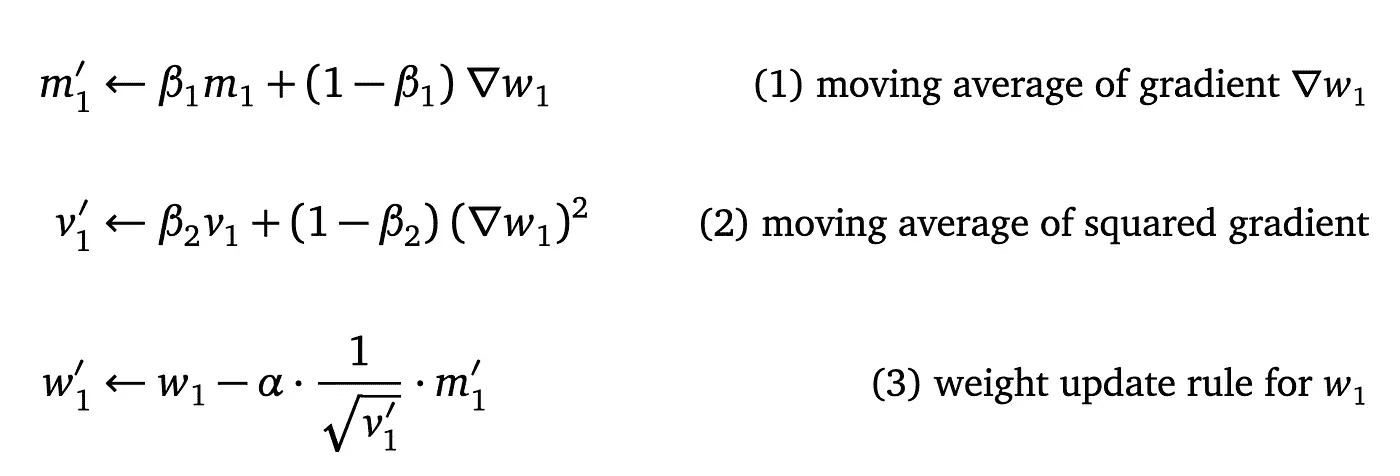 m′₁ ← β₁m₁ + (1 − β₁) ∇w₁ (1) moving average of gradient ∇w₁
v′₁ ← β₂v₁ + (1 − β₂) (∇w₁)² (2) moving average of squared gradient
w′₁ ← w₁ − α · 1/√v′₁ · m′₁ (3) weight update rule for w₁